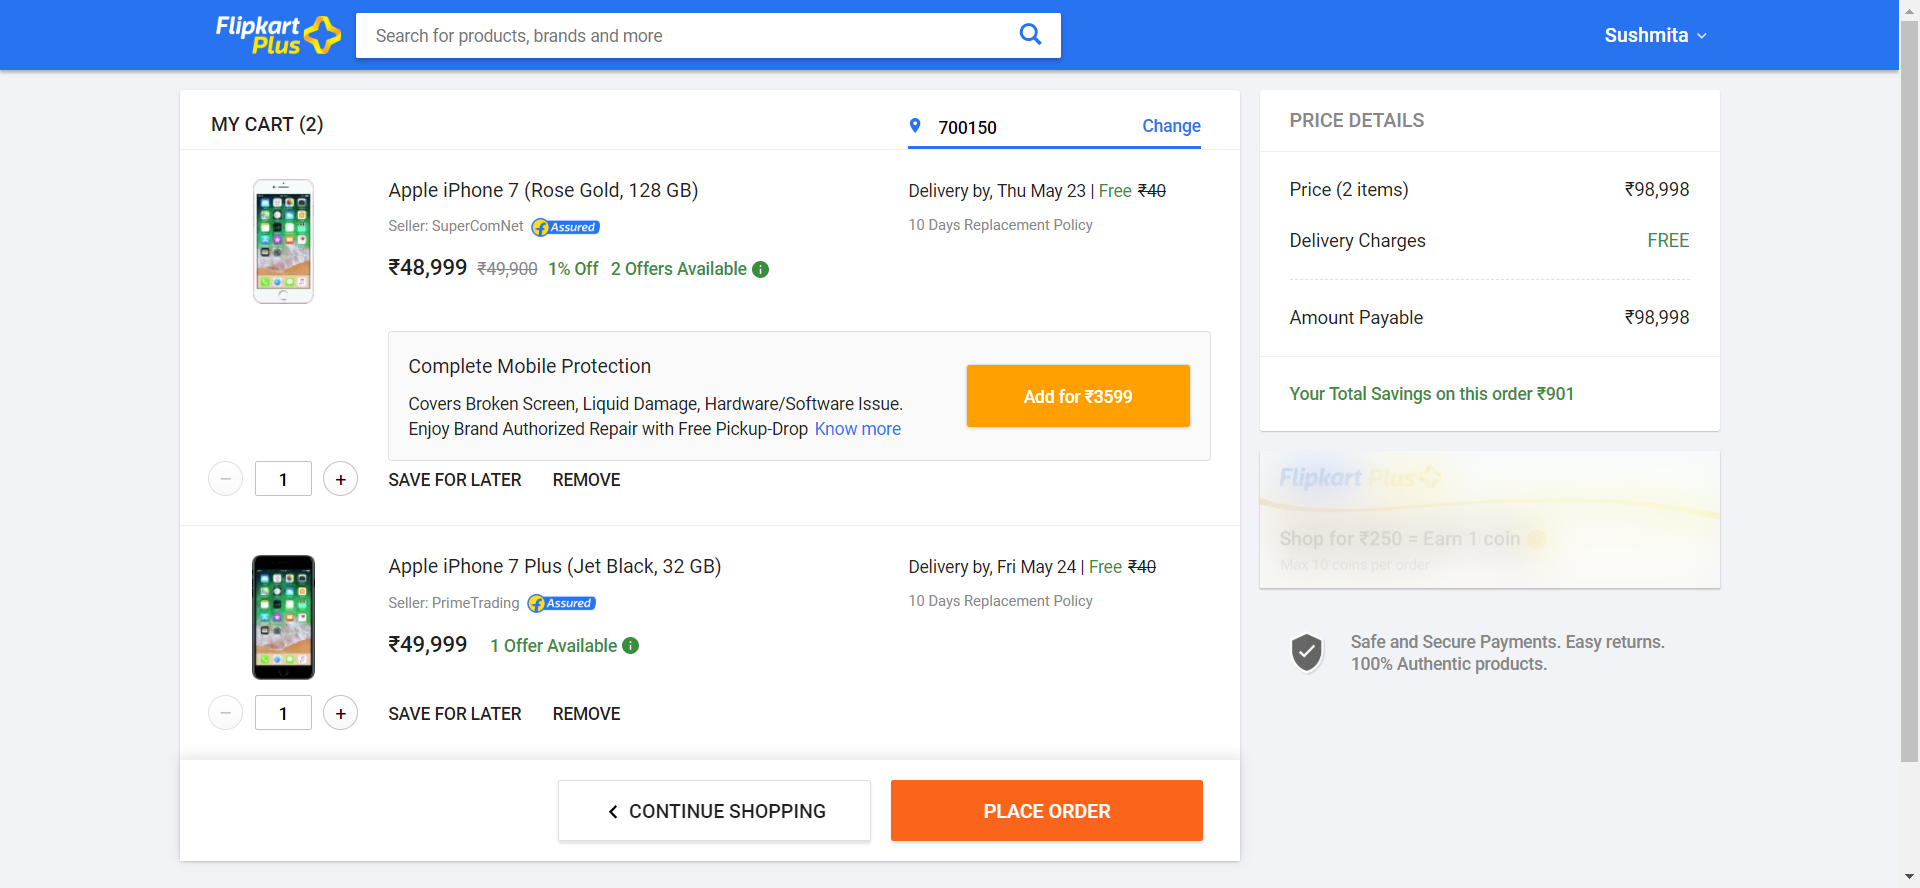 Flipkart
Plus
Search for products, brands and more
Sushmita
MY CART (2)
700150
Change
Apple iPhone 7 (Rose Gold, 128 GB)
Seller: SuperComNet
Assured
₹48,999 ₹49,900 1% Off 2 Offers Available
Delivery by, Thu May 23 | Free ₹40
10 Days Replacement Policy
Complete Mobile Protection
Covers Broken Screen, Liquid Damage, Hardware/Software Issue.
Enjoy Brand Authorized Repair with Free Pickup-Drop Know more
Add for ₹3599
− 1 +
SAVE FOR LATER
REMOVE
Apple iPhone 7 Plus (Jet Black, 32 GB)
Seller: PrimeTrading
Assured
₹49,999 1 Offer Available
Delivery by, Fri May 24 | Free ₹40
10 Days Replacement Policy
− 1 +
SAVE FOR LATER
REMOVE
CONTINUE SHOPPING
PLACE ORDER
PRICE DETAILS
Price (2 items) ₹98,998
Delivery Charges FREE
Amount Payable ₹98,998
Your Total Savings on this order ₹901
Flipkart Plus
Shop for ₹250 = Earn 1 coin
Max 10 coins per order
Safe and Secure Payments. Easy returns.
100% Authentic products.